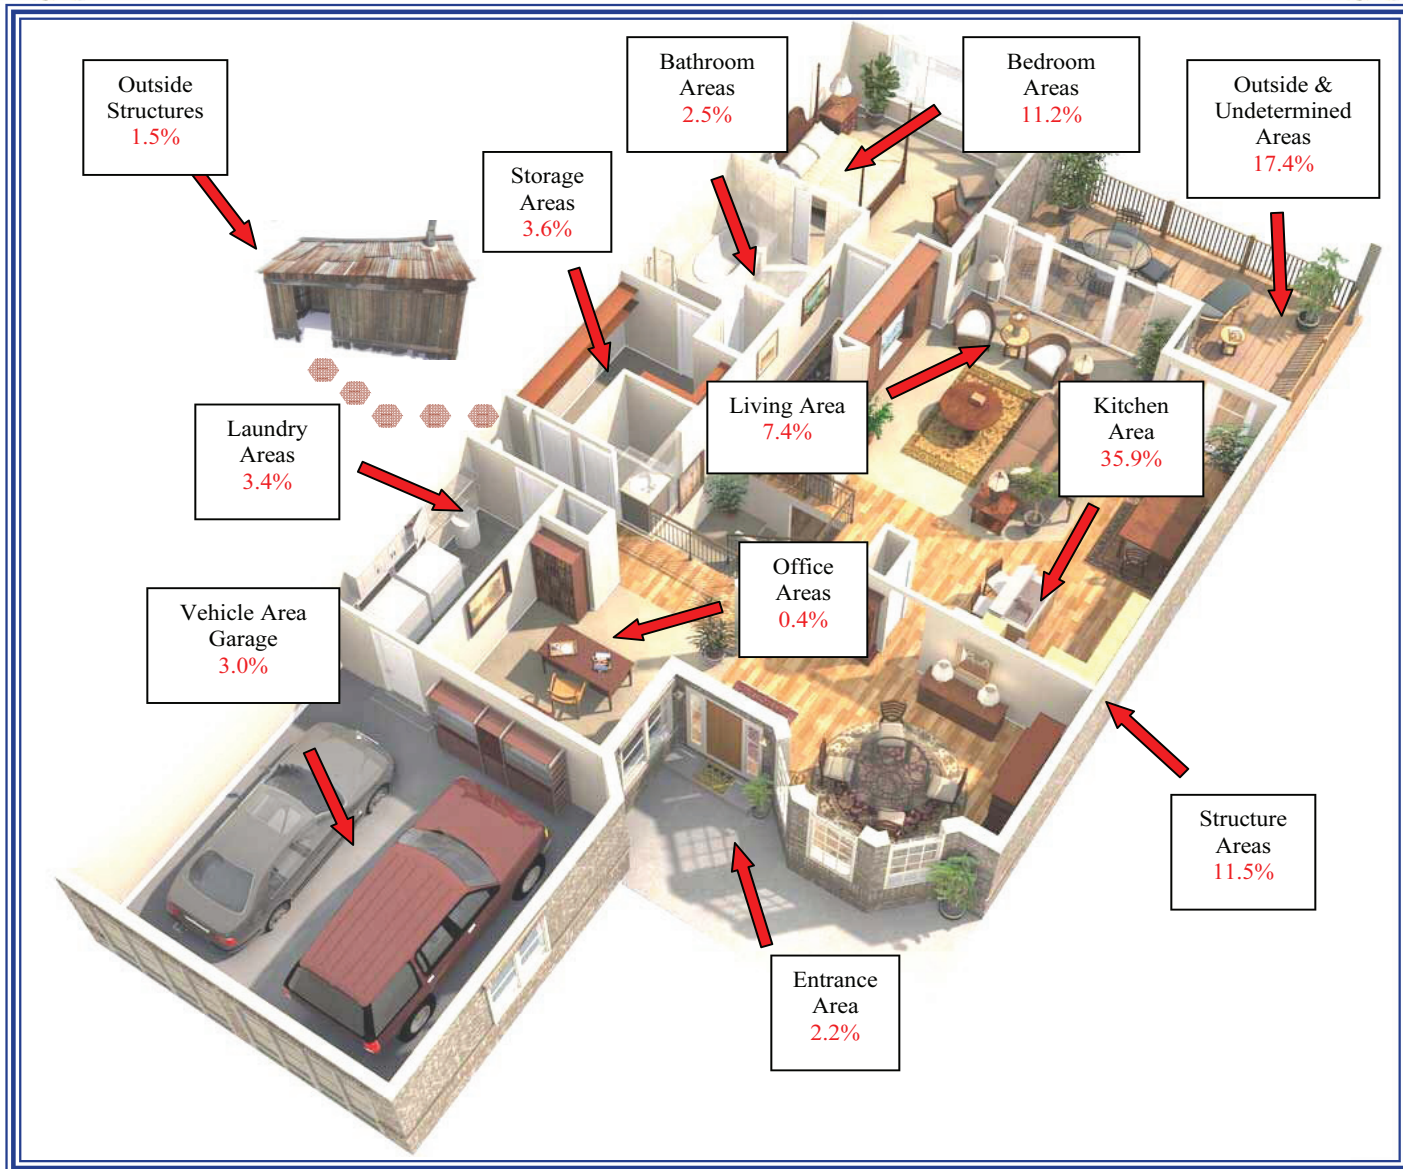 Outside
Structures
1.5%
Bathroom
Areas
2.5%
Bedroom
Areas
11.2%
Outside &
Undetermined
Areas
17.4%
Storage
Areas
3.6%
Living Area
7.4%
Kitchen
Area
35.9%
Laundry
Areas
3.4%
Office
Areas
0.4%
Vehicle Area
Garage
3.0%
Structure
Areas
11.5%
Entrance
Area
2.2%